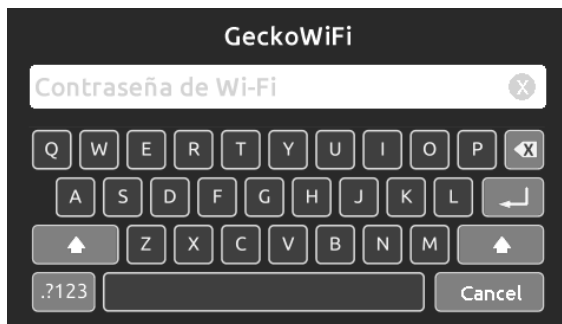 GeckoWiFi
Contraseña de Wi-Fi
X
Q W E R T Y U I O P X
A S D F G H J K L
Z X C V B N M
.?123 Cancel